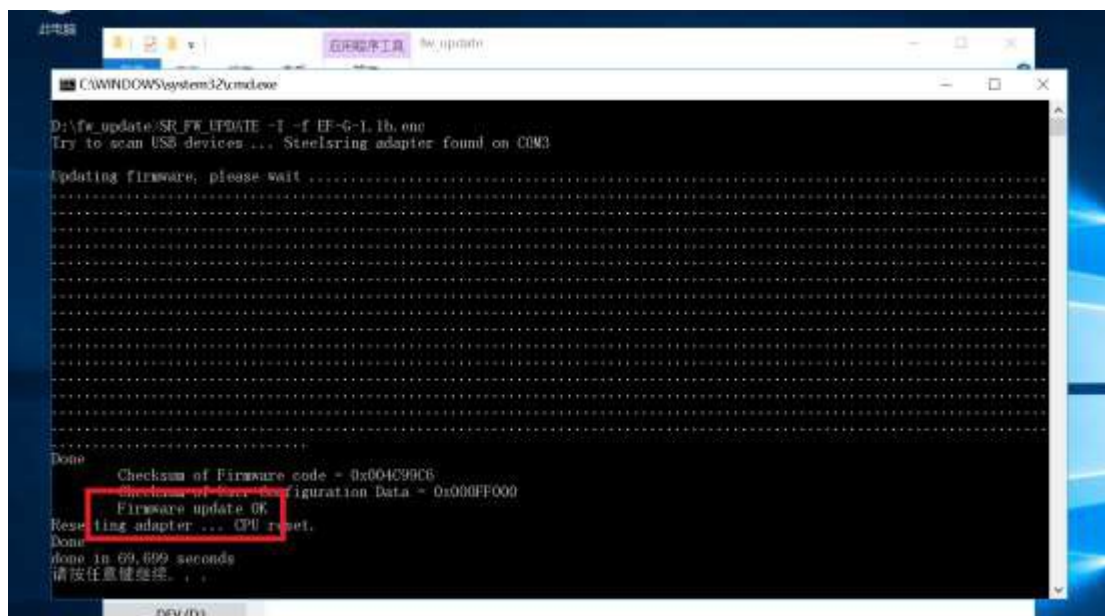 此电脑
应用程序工具 fw_update
C:\WINDOWS\system32\cmd.exe
D:\fw_update>SR_FW_UPDATE -T -f EF-G-1.1b.enc
Try to scan USB devices ... Steelsring adapter found on COM3
Updating firmware, please wait ..............................................................................
Done
Checksum of Firmware code = 0x004C99C6
Checksum of User Configuration Data = 0x000FF000
Firmware update OK
Resetting adapter ... CPU reset.
Done
done in 69.699 seconds
请按任意键继续. . .